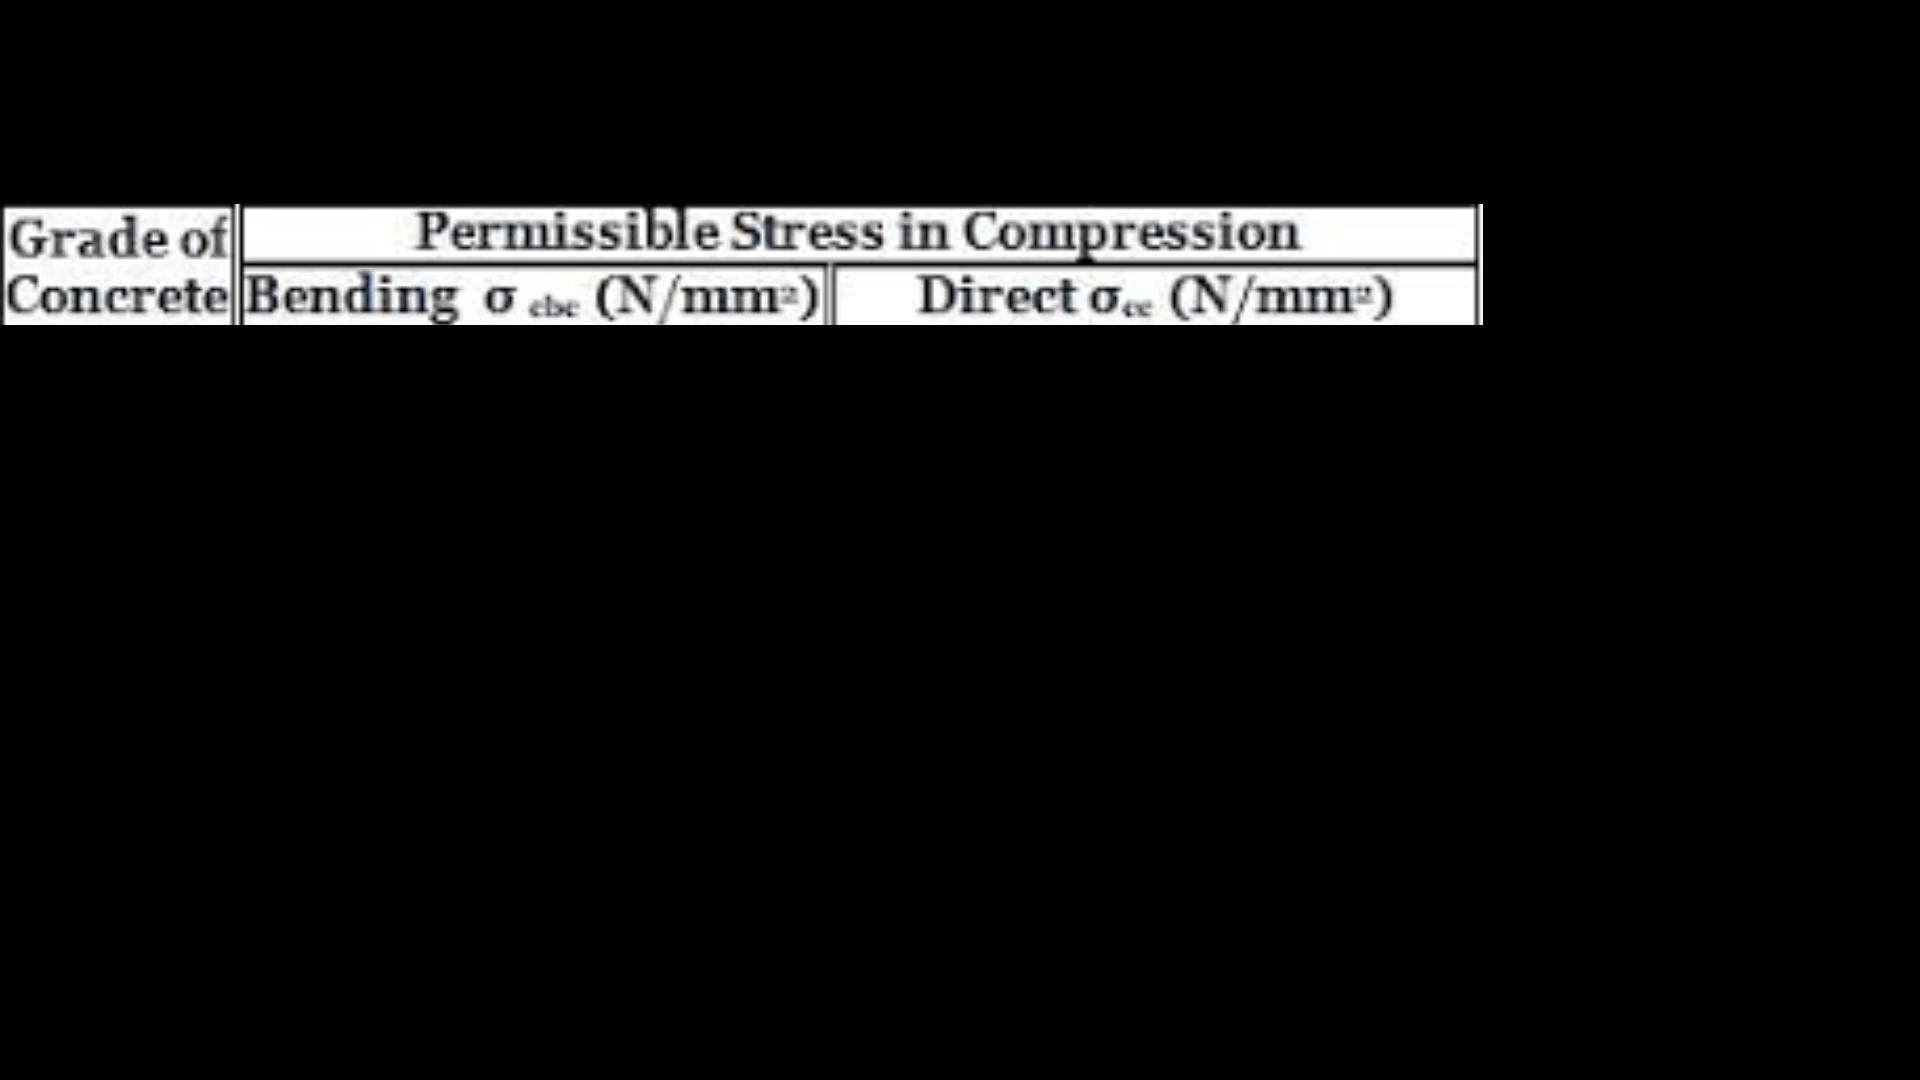 Grade of
Concrete
Permissible Stress in Compression
Bending σ cbc (N/mm²)
Direct σcc (N/mm²)